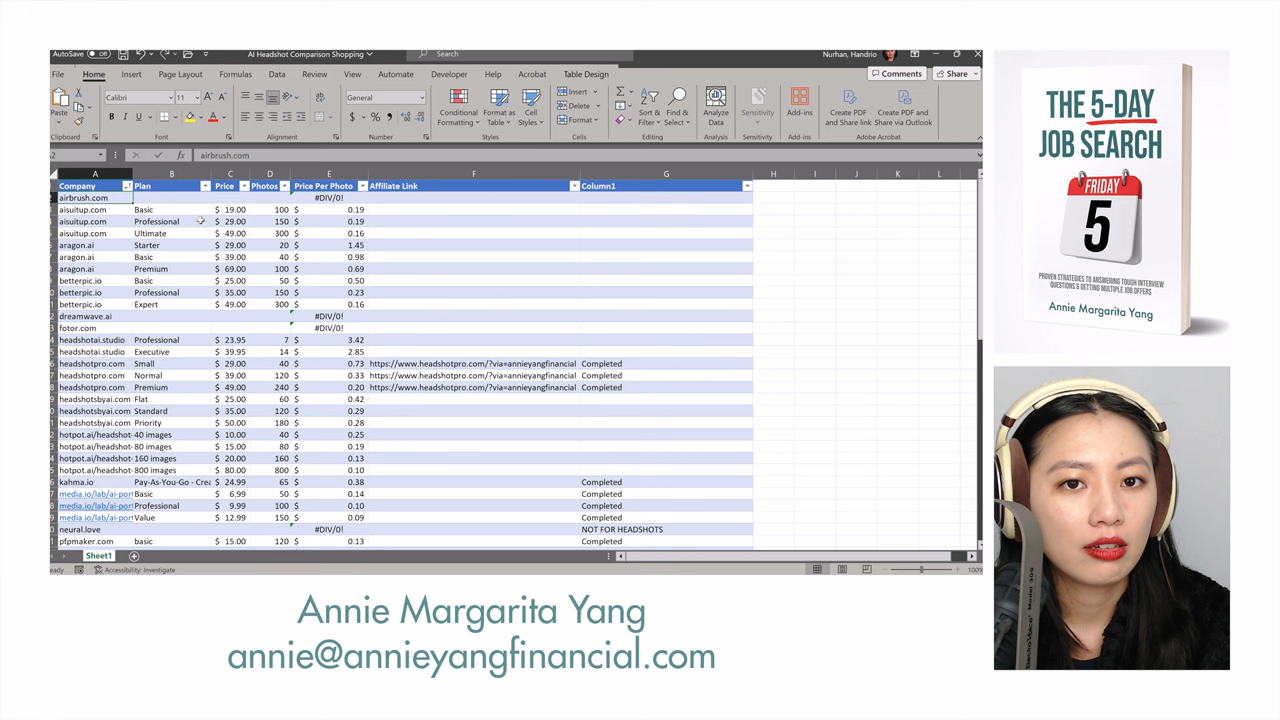 AutoSave Off AI Headshot Comparison Shopping Search Nurhan, Handrio
File Home Insert Page Layout Formulas Data Review View Automate Developer Help Acrobat Table Design Comments Share
Paste Calibri 11 General Conditional Formatting Format as Table Cell Styles Insert Delete Format Sort & Filter Find & Select Analyze Data Sensitivity Add-ins Create PDF and Share link Create PDF and Share via Outlook
Clipboard Font Alignment Number Styles Cells Editing Analysis Sensitivity Add-ins Adobe Acrobat
fx airbrush.com
A B C D E F G H I J K L
Company Plan Price Photos Price Per Photo Affiliate Link Column1
airbrush.com #DIV/0!
aisuitup.com Basic $ 19.00 100 $ 0.19
aisuitup.com Professional $ 29.00 150 $ 0.19
aisuitup.com Ultimate $ 49.00 300 $ 0.16
aragon.ai Starter $ 29.00 20 $ 1.45
aragon.ai Basic $ 39.00 40 $ 0.98
aragon.ai Premium $ 69.00 100 $ 0.69
betterpic.io Basic $ 25.00 50 $ 0.50
betterpic.io Professional $ 35.00 150 $ 0.23
betterpic.io Expert $ 49.00 300 $ 0.16
dreamwave.ai #DIV/0!
fotor.com #DIV/0!
headshotai.studio Professional $ 23.95 7 $ 3.42
headshotai.studio Executive $ 39.95 14 $ 2.85
headshotpro.com Small $ 29.00 40 $ 0.73 https://www.headshotpro.com/?via=annieyangfinancial Completed
headshotpro.com Normal $ 39.00 120 $ 0.33 https://www.headshotpro.com/?via=annieyangfinancial Completed
headshotpro.com Premium $ 49.00 240 $ 0.20 https://www.headshotpro.com/?via=annieyangfinancial Completed
headshotsbyai.com Flat $ 25.00 60 $ 0.42
headshotsbyai.com Standard $ 35.00 120 $ 0.29
headshotsbyai.com Priority $ 50.00 180 $ 0.28
hotpot.ai/headshot- 40 images $ 10.00 40 $ 0.25
hotpot.ai/headshot- 80 images $ 15.00 80 $ 0.19
hotpot.ai/headshot- 160 images $ 20.00 160 $ 0.13
hotpot.ai/headshot- 800 images $ 80.00 800 $ 0.10
kahma.io Pay-As-You-Go - Crea $ 24.99 65 $ 0.38 Completed
media.io/lab/ai-port Basic $ 6.99 50 $ 0.14 Completed
media.io/lab/ai-port Professional $ 9.99 100 $ 0.10 Completed
media.io/lab/ai-port Value $ 12.99 150 $ 0.09 Completed
neural.love #DIV/0! NOT FOR HEADSHOTS
pfpmaker.com basic $ 15.00 120 $ 0.13 Completed
Sheet1
eady Accessibility: Investigate 100%
Annie Margarita Yang
annie@annieyangfinancial.com
THE 5-DAY
JOB SEARCH
FRIDAY
5
PROVEN STRATEGIES TO ANSWERING TOUGH INTERVIEW
QUESTIONS & GETTING MULTIPLE JOB OFFERS
Annie Margarita Yang